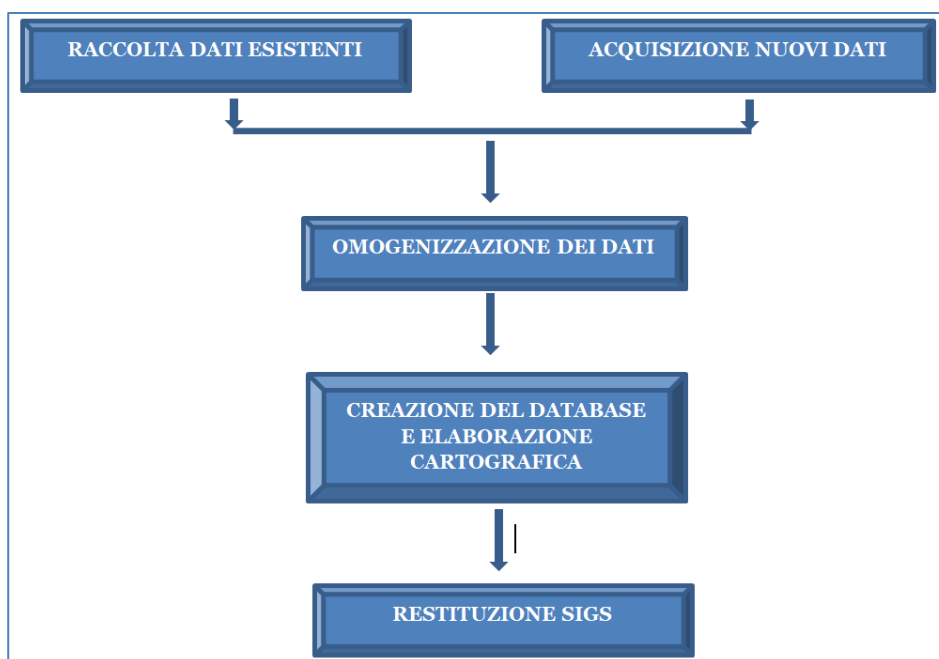 RACCOLTA DATI ESISTENTI
ACQUISIZIONE NUOVI DATI
OMOGENIZZAZIONE DEI DATI
CREAZIONE DEL DATABASE
E ELABORAZIONE
CARTOGRAFICA
RESTITUZIONE SIGS